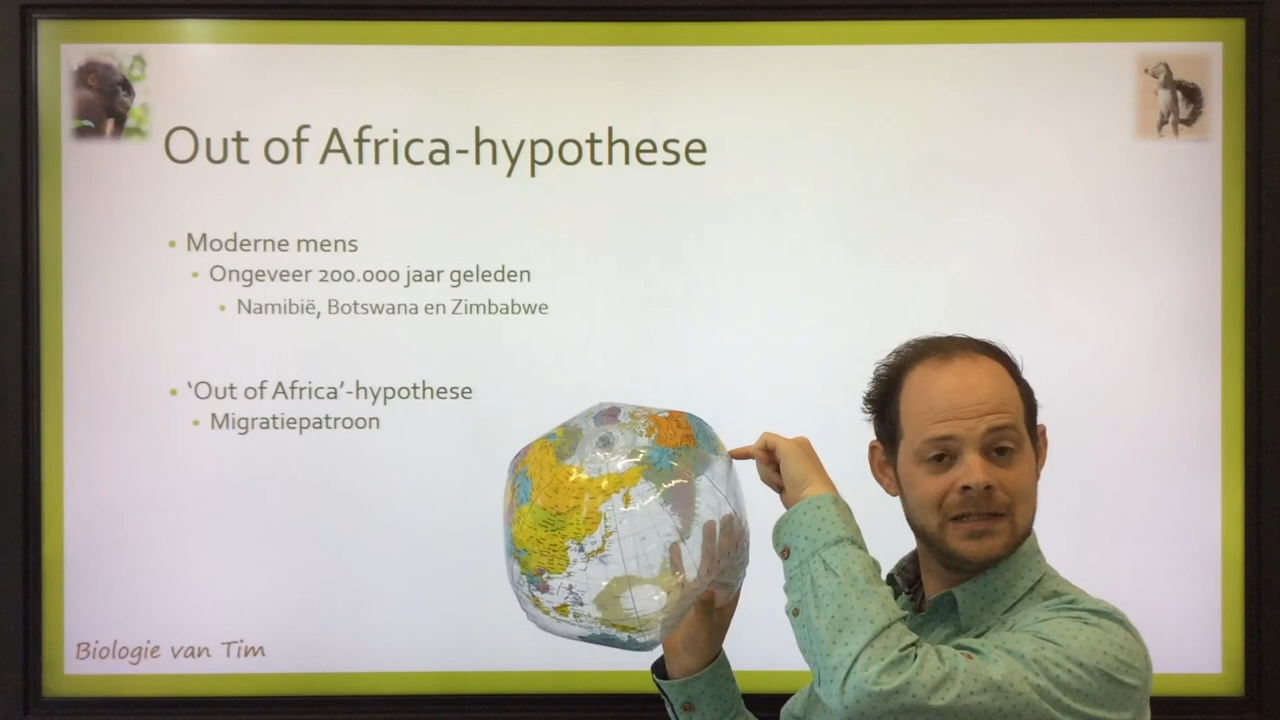 Out of Africa-hypothese
• Moderne mens
• Ongeveer 200.000 jaar geleden
• Namibië, Botswana en Zimbabwe
• ‘Out of Africa’-hypothese
• Migratiepatroon
Biologie van Tim